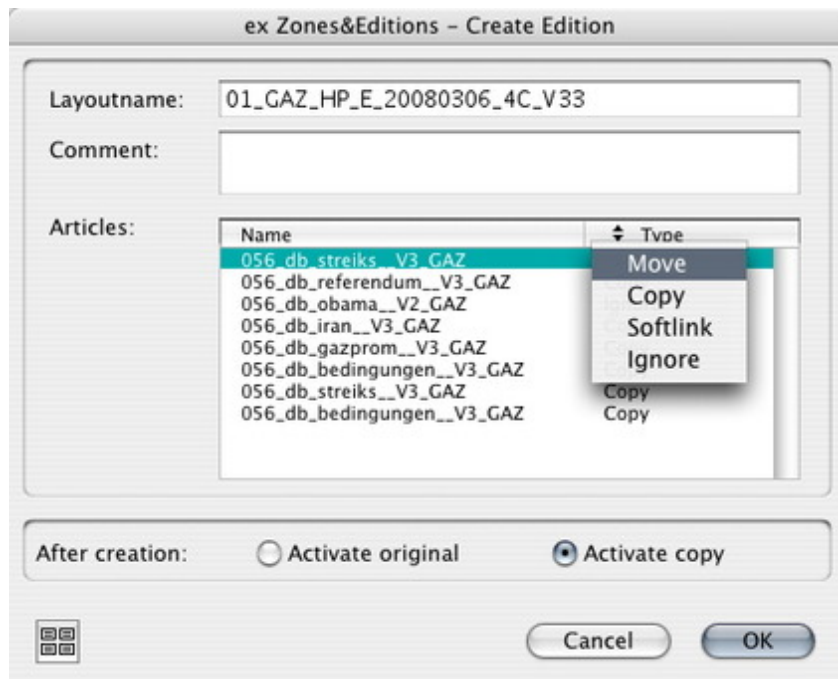 ex Zones&Editions – Create Edition
Layoutname: 01_GAZ_HP_E_20080306_4C_V33
Comment:
Articles:
Name Type
056_db_streiks__V3_GAZ Move
056_db_referendum__V3_GAZ
Copy
056_db_obama__V2_GAZ
056_db_iran__V3_GAZ Softlink
056_db_gazprom__V3_GAZ
Ignore
056_db_bedingungen__V3_GAZ
056_db_streiks__V3_GAZ Copy
056_db_bedingungen__V3_GAZ Copy
After creation: Activate original Activate copy
Cancel OK